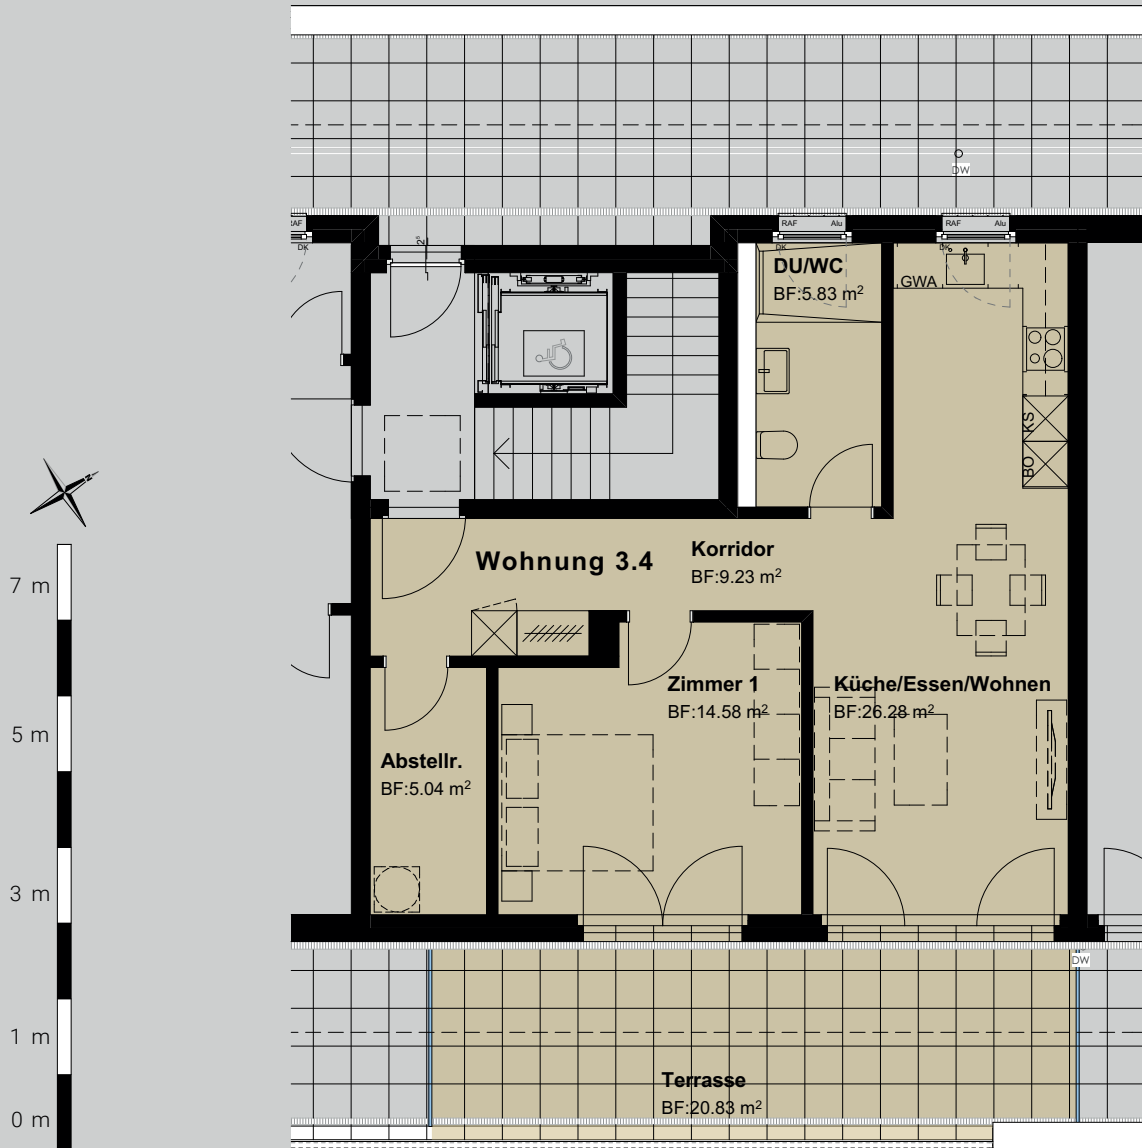 DW
RAF
RAF Alu
RAF Alu
DK
DK
DK
DU/WC
BF:5.83 m²
GWA
KS
BO
Wohnung 3.4
Korridor
BF:9.23 m²
7 m
Zimmer 1
BF:14.58 m²
Küche/Essen/Wohnen
BF:26.28 m²
5 m
Abstellr.
BF:5.04 m²
3 m
DW
1 m
Terrasse
BF:20.83 m²
0 m